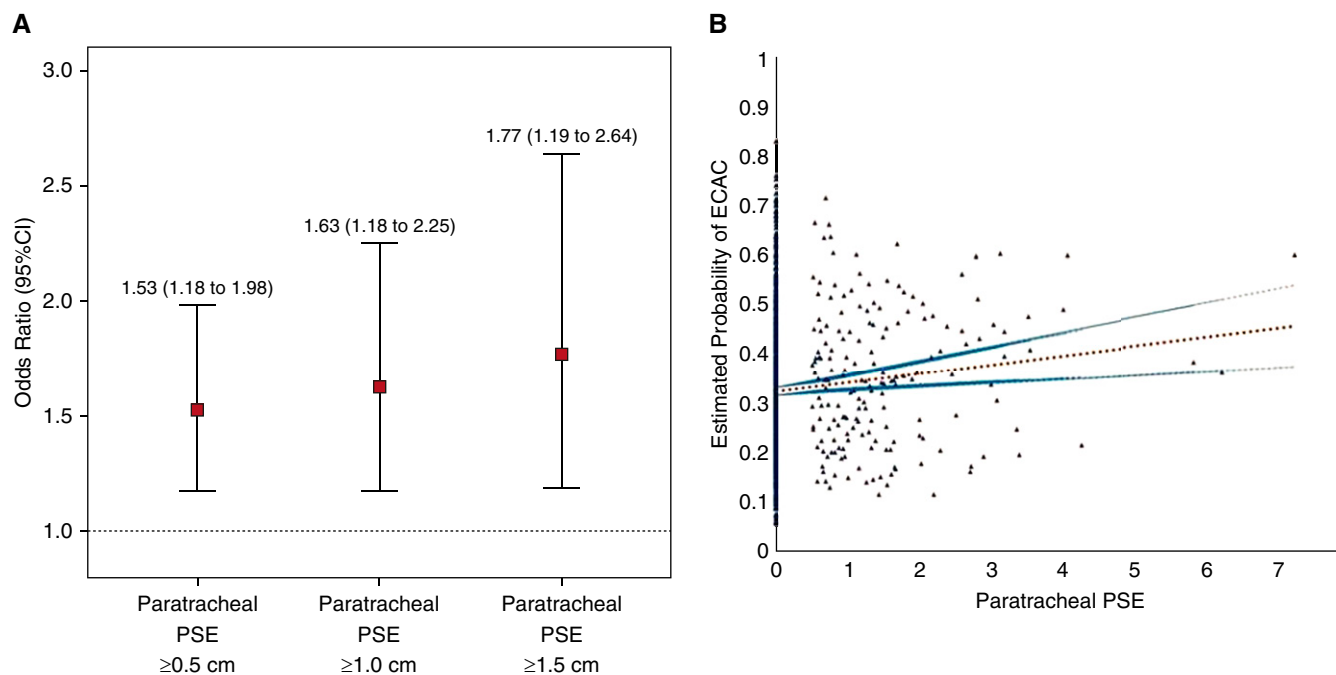 A
3.0
2.5
2.0
1.5
1.0
Odds Ratio (95%CI)
1.53 (1.18 to 1.98)
1.63 (1.18 to 2.25)
1.77 (1.19 to 2.64)
Paratracheal
PSE
≥0.5 cm
Paratracheal
PSE
≥1.0 cm
Paratracheal
PSE
≥1.5 cm
B
1
0.9
0.8
0.7
0.6
0.5
0.4
0.3
0.2
0.1
0
Estimated Probability of ECAC
0 1 2 3 4 5 6 7
Paratracheal PSE